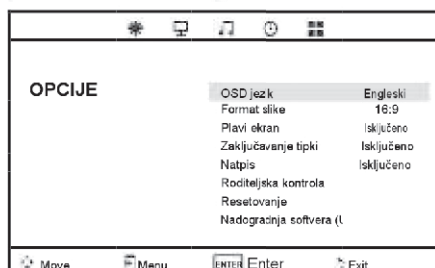 OPCIJE
OSD jezik Engleski
Format slike 16:9
Plavi ekran Isključeno
Zaključavanje tipki Isključeno
Natpis Isključeno
Roditeljska kontrola
Resetovanje
Nadogradnja softvera (L
Move Menu ENTER Enter Exit